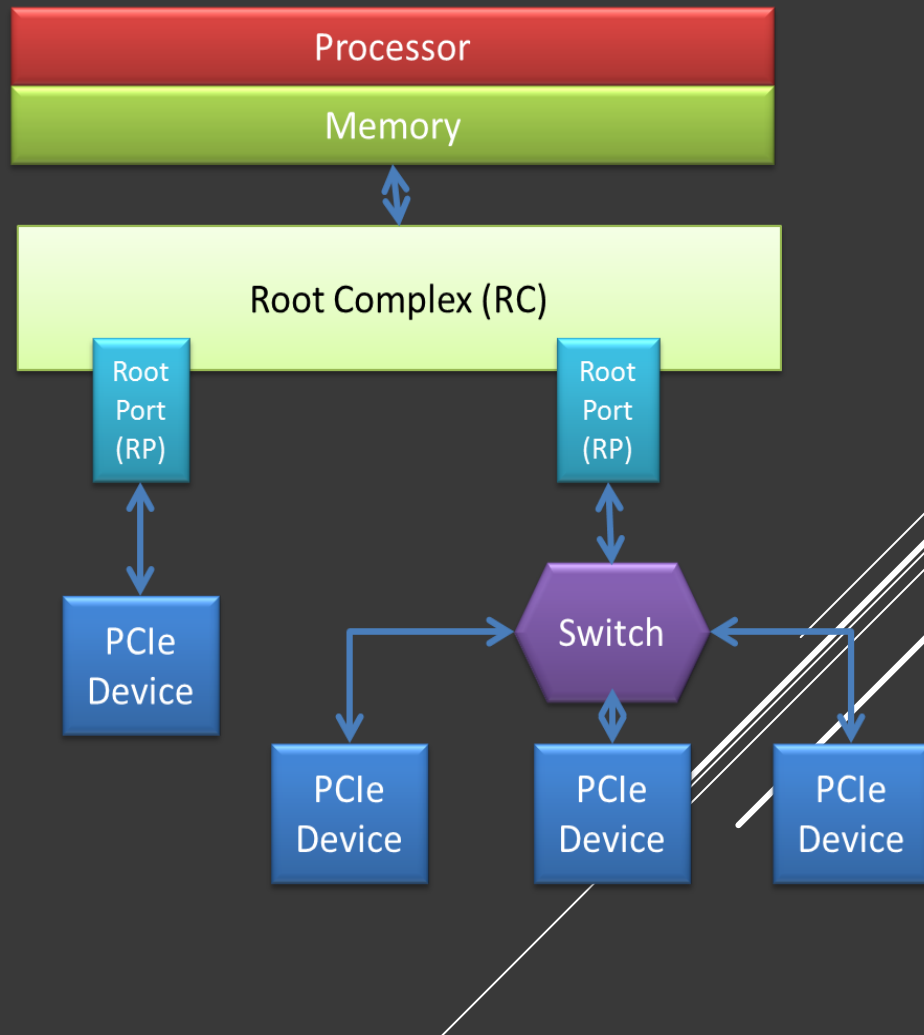 Processor
Memory
Root Complex (RC)
Root
Port
(RP)
Root
Port
(RP)
Switch
PCIe
Device
PCIe
Device
PCIe
Device
PCIe
Device